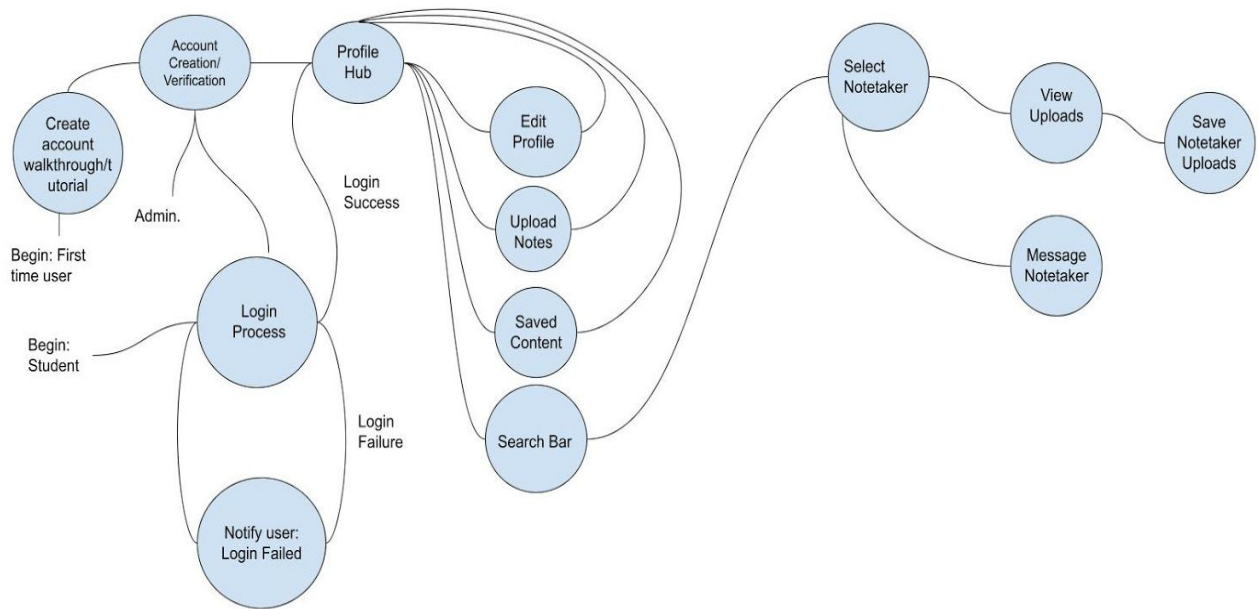 Account
Creation/
Verification
Profile
Hub
Select
Notetaker
View
Uploads
Save
Notetaker
Uploads
Create
account
walkthrough/t
utorial
Edit
Profile
Login
Success
Admin.
Upload
Notes
Begin: First
time user
Message
Notetaker
Login
Process
Saved
Content
Begin:
Student
Login
Failure
Search Bar
Notify user:
Login Failed